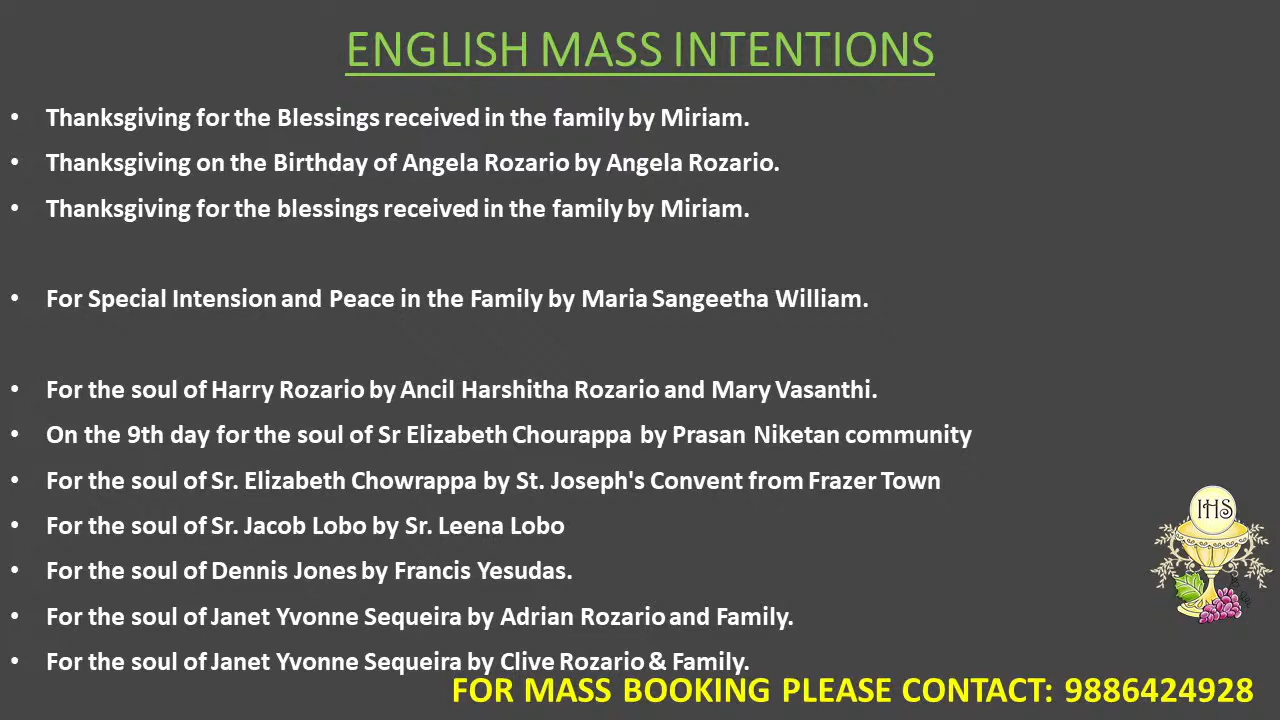 ENGLISH MASS INTENTIONS
• Thanksgiving for the Blessings received in the family by Miriam.
• Thanksgiving on the Birthday of Angela Rozario by Angela Rozario.
• Thanksgiving for the blessings received in the family by Miriam.
• For Special Intension and Peace in the Family by Maria Sangeetha William.
• For the soul of Harry Rozario by Ancil Harshitha Rozario and Mary Vasanthi.
• On the 9th day for the soul of Sr Elizabeth Chourappa by Prasan Niketan community
• For the soul of Sr. Elizabeth Chowrappa by St. Joseph's Convent from Frazer Town
• For the soul of Sr. Jacob Lobo by Sr. Leena Lobo
• For the soul of Dennis Jones by Francis Yesudas.
• For the soul of Janet Yvonne Sequeira by Adrian Rozario and Family.
• For the soul of Janet Yvonne Sequeira by Clive Rozario & Family.
IHS
FOR MASS BOOKING PLEASE CONTACT: 9886424928